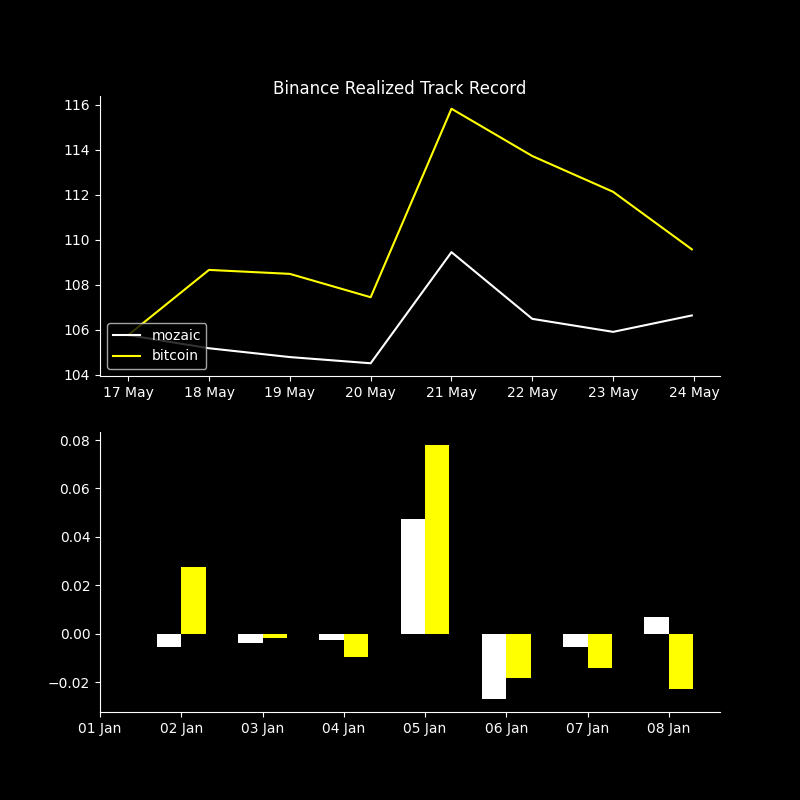 Binance Realized Track Record
116
114
112
110
108
106
104
mozaic
bitcoin
17 May 18 May 19 May 20 May 21 May 22 May 23 May 24 May
0.08
0.06
0.04
0.02
0.00
−0.02
01 Jan 02 Jan 03 Jan 04 Jan 05 Jan 06 Jan 07 Jan 08 Jan